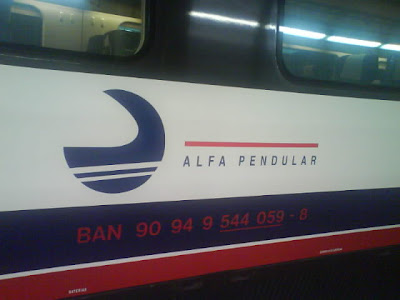 ALFA PENDULAR
BAN 90 94 9 544 059 - 8